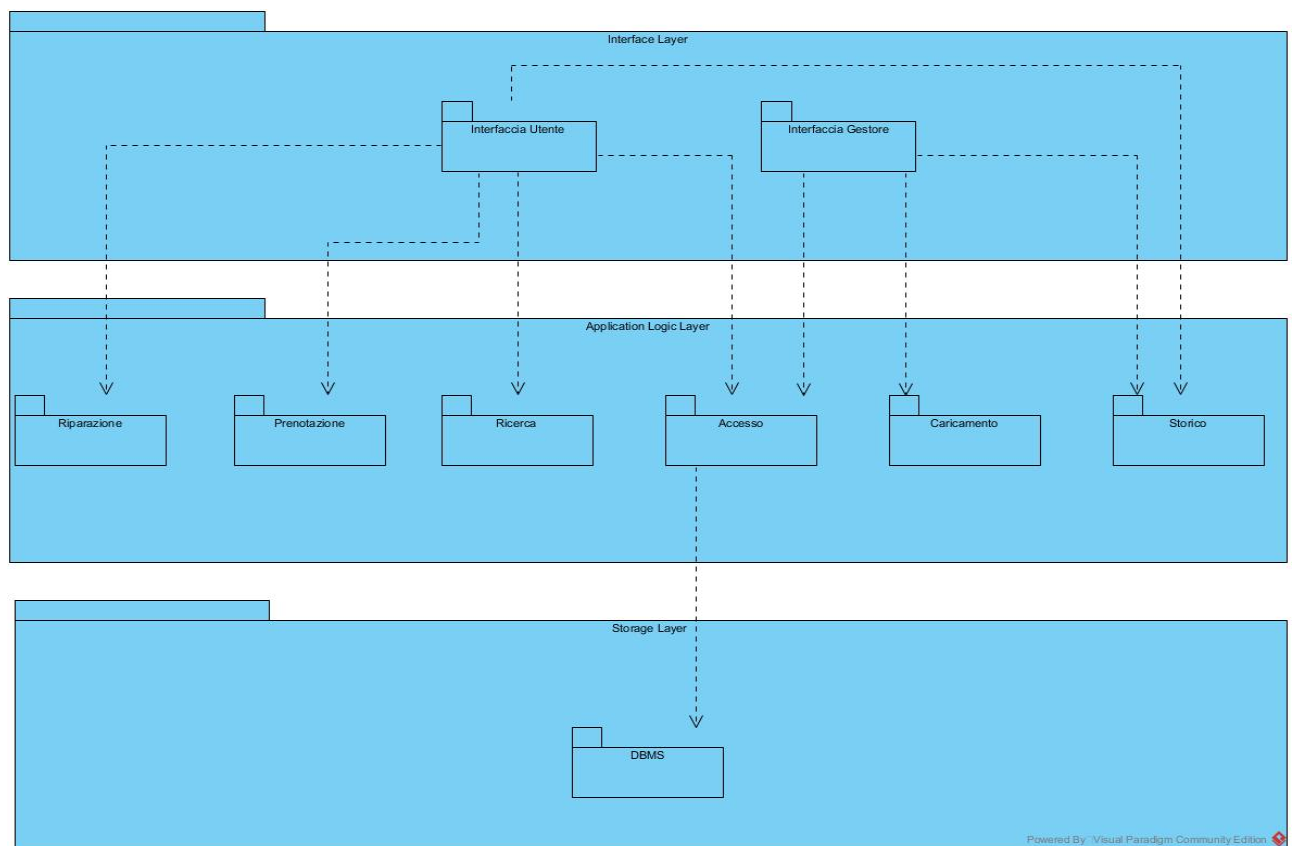 Interface Layer
Interfaccia Utente
Interfaccia Gestore
Application Logic Layer
Riparazione
Prenotazione
Ricerca
Accesso
Caricamento
Storico
Storage Layer
DBMS
Powered By Visual Paradigm Community Edition